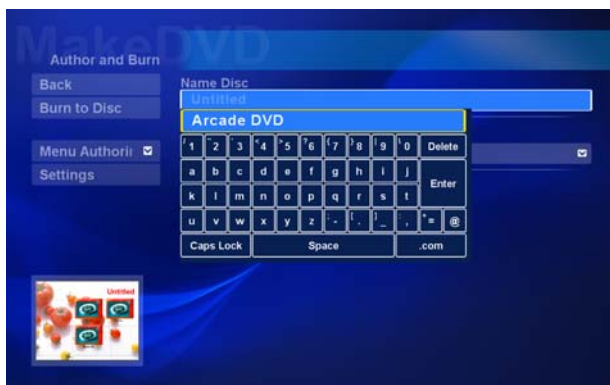 MakeDVD
Author and Burn
Back
Burn to Disc
Menu Authorin
Settings
Name Disc
Untitled
Arcade DVD
1 2 3 4 5 6 7 8 9 0 Delete
a b c d e f g h i j
Enter
k l m n o p q r s t
u v w x y z - . _ , = @
Caps Lock Space .com
Untitled